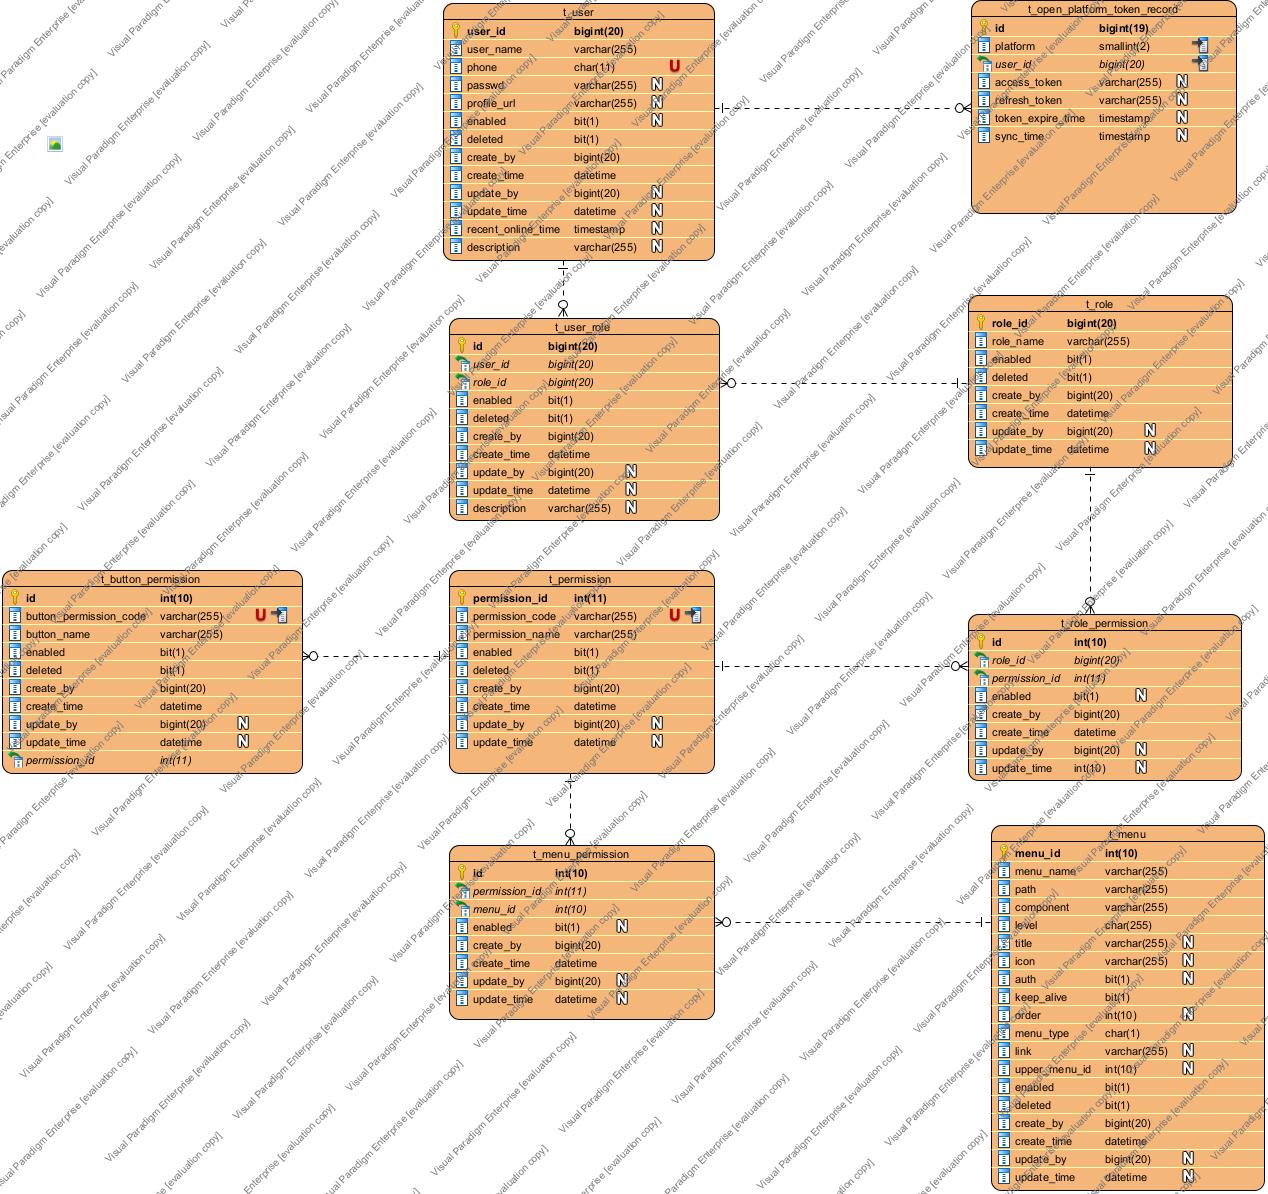 t_user
user_id bigint(20)
user_name varchar(255)
phone char(11) U
passwd varchar(255) N
profile_url varchar(255) N
enabled bit(1) N
deleted bit(1)
create_by bigint(20)
create_time datetime
update_by bigint(20) N
update_time datetime N
recent_online_time timestamp N
description varchar(255) N
t_open_platform_token_record
id bigint(19)
platform smallint(2)
user_id bigint(20)
access_token varchar(255) N
refresh_token varchar(255) N
token_expire_time timestamp N
sync_time timestamp N
t_user_role
id bigint(20)
user_id bigint(20)
role_id bigint(20)
enabled bit(1)
deleted bit(1)
create_by bigint(20)
create_time datetime
update_by bigint(20) N
update_time datetime N
description varchar(255) N
t_role
role_id bigint(20)
role_name varchar(255)
enabled bit(1)
deleted bit(1)
create_by bigint(20)
create_time datetime
update_by bigint(20) N
update_time datetime N
t_button_permission
id int(10)
button_permission_code varchar(255) U
button_name varchar(255)
enabled bit(1)
deleted bit(1)
create_by bigint(20)
create_time datetime
update_by bigint(20) N
update_time datetime N
permission_id int(11)
t_permission
permission_id int(11)
permission_code varchar(255) U
permission_name varchar(255)
enabled bit(1)
deleted bit(1)
create_by bigint(20)
create_time datetime
update_by bigint(20) N
update_time datetime N
t_role_permission
id int(10)
role_id bigint(20)
permission_id int(11)
enabled bit(1) N
create_by bigint(20)
create_time datetime
update_by bigint(20) N
update_time int(10) N
t_menu_permission
id int(10)
permission_id int(11)
menu_id int(10)
enabled bit(1) N
create_by bigint(20)
create_time datetime
update_by bigint(20) N
update_time datetime N
t_menu
menu_id int(10)
menu_name varchar(255)
path varchar(255)
component varchar(255)
level char(255)
title varchar(255) N
icon varchar(255) N
auth bit(1) N
keep_alive bit(1)
order int(10) N
menu_type char(1)
link varchar(255) N
upper_menu_id int(10) N
enabled bit(1)
deleted bit(1)
create_by bigint(20)
create_time datetime
update_by bigint(20) N
update_time datetime N
Visual Paradigm Enterprise [evaluation copy]